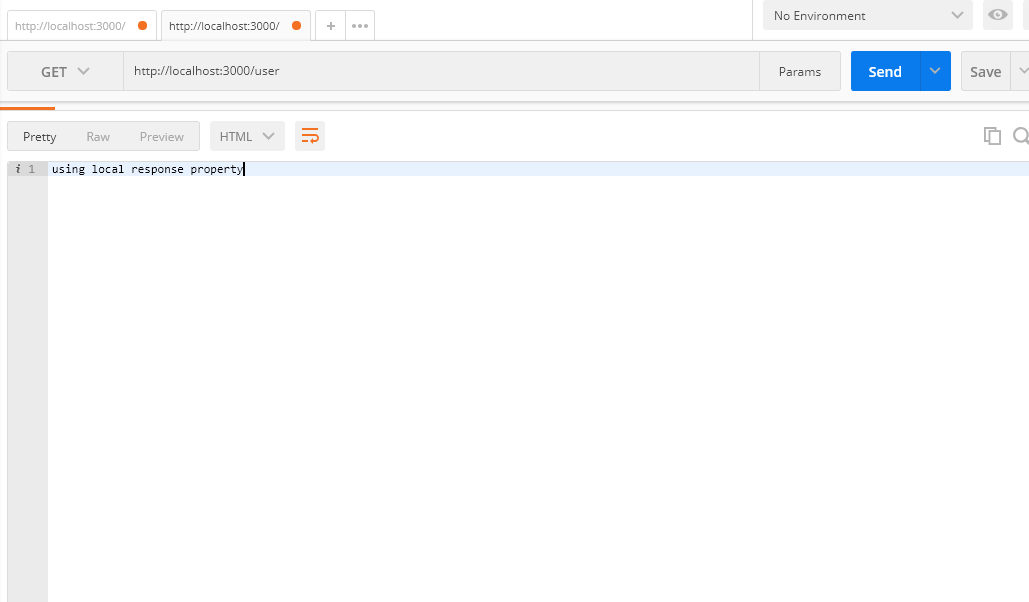 http://localhost:3000/ http://localhost:3000/ + ••• No Environment
GET http://localhost:3000/user Params Send Save
Pretty Raw Preview HTML
i 1 using local response property